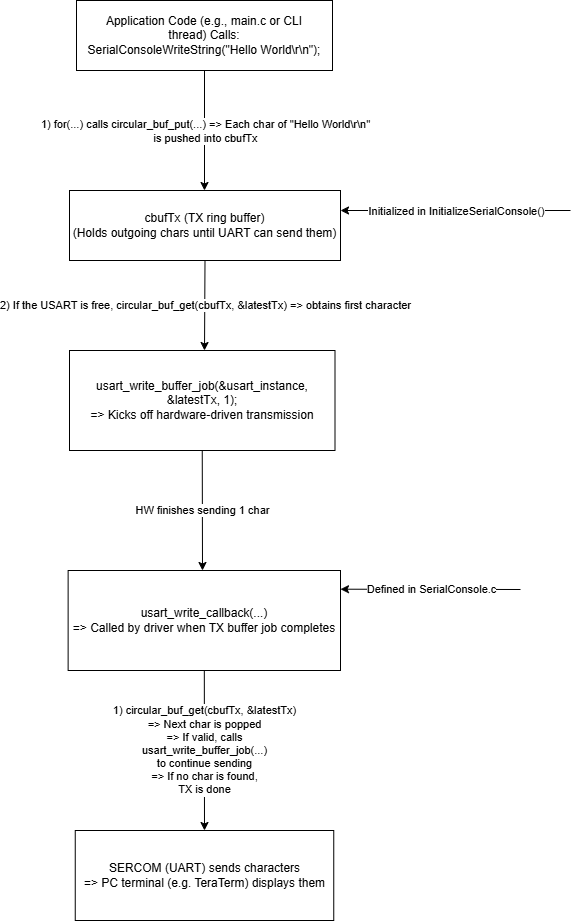 Application Code (e.g., main.c or CLI
thread) Calls:
SerialConsoleWriteString("Hello World\r\n");
1) for(...) calls circular_buf_put(...) => Each char of "Hello World\r\n"
is pushed into cbufTx
cbufTx (TX ring buffer)
(Holds outgoing chars until UART can send them)
Initialized in InitializeSerialConsole()
2) If the USART is free, circular_buf_get(cbufTx, &latestTx) => obtains first character
usart_write_buffer_job(&usart_instance,
&latestTx, 1);
=> Kicks off hardware-driven transmission
HW finishes sending 1 char
usart_write_callback(...)
=> Called by driver when TX buffer job completes
Defined in SerialConsole.c
1) circular_buf_get(cbufTx, &latestTx)
=> Next char is popped
=> If valid, calls
usart_write_buffer_job(...)
to continue sending
=> If no char is found,
TX is done
SERCOM (UART) sends characters
=> PC terminal (e.g. TeraTerm) displays them